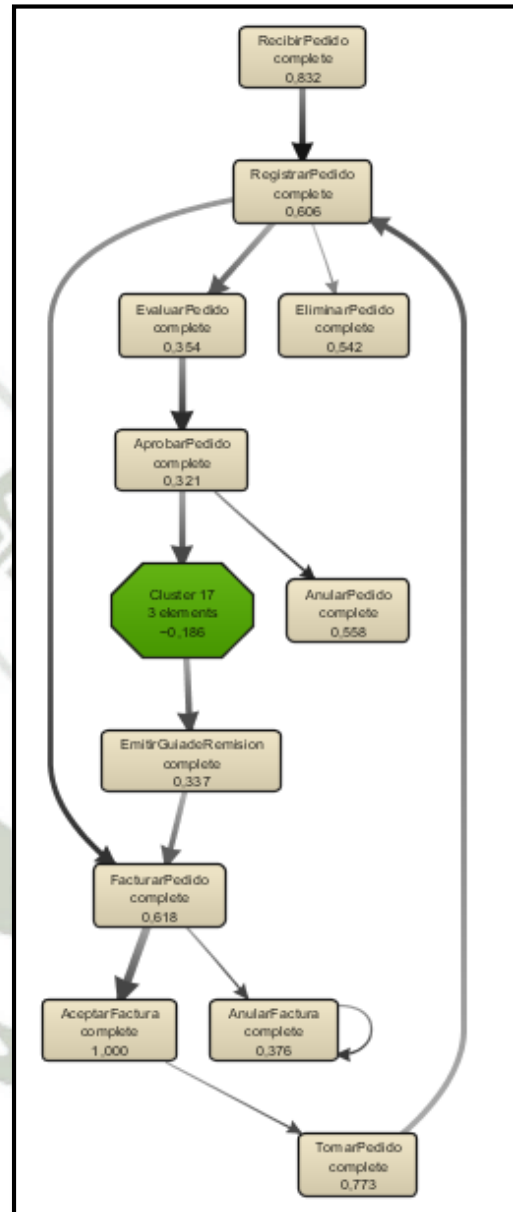 RecibirPedido
complete
0,832
RegistrarPedido
complete
0,606
EvaluarPedido
complete
0,354
EliminarPedido
complete
0,542
AprobarPedido
complete
0,321
Cluster 17
3 elements
−0,186
AnularPedido
complete
0,558
EmitirGuiadeRemision
complete
0,337
FacturarPedido
complete
0,618
AceptarFactura
complete
1,000
AnularFactura
complete
0,376
TomarPedido
complete
0,773